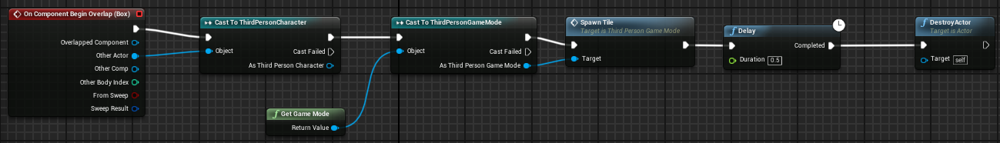 On Component Begin Overlap (Box)
Overlapped Component
Other Actor
Other Comp
Other Body Index
From Sweep
Sweep Result
Cast To ThirdPersonCharacter
Object
Cast Failed
As Third Person Character
Get Game Mode
Return Value
Cast To ThirdPersonGameMode
Object
Cast Failed
As Third Person Game Mode
Spawn Tile
Target is Third Person Game Mode
Target
Delay
Completed
Duration 0.5
DestroyActor
Target is Actor
Target self